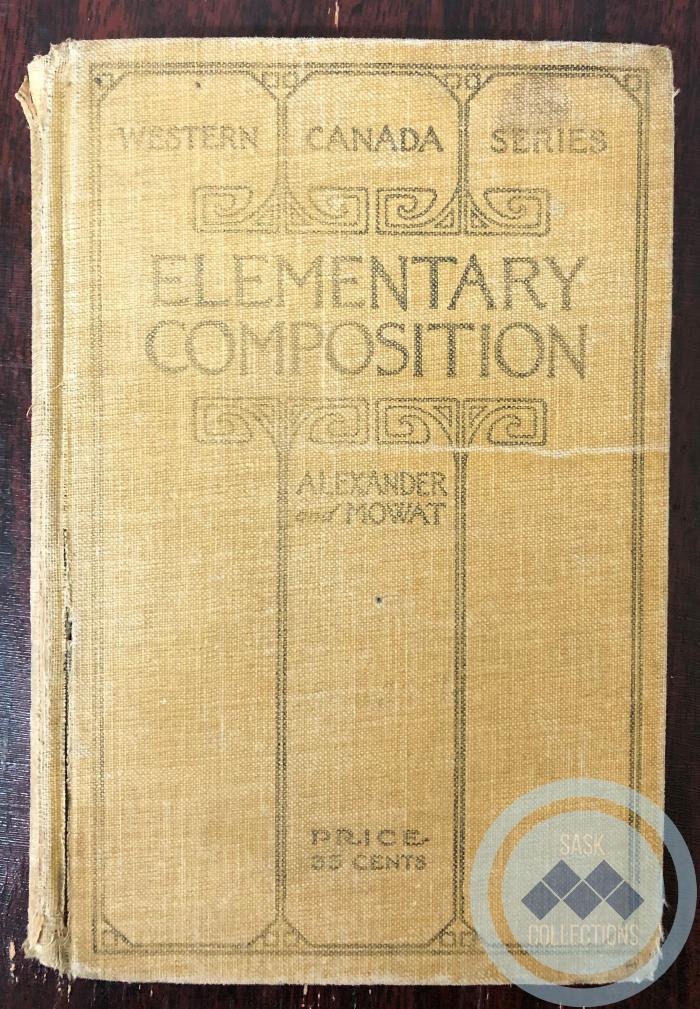 WESTERN CANADA SERIES
ELEMENTARY
COMPOSITION
ALEXANDER
and MOWAT
PRICE
35 CENTS
SASK
COLLECTIONS